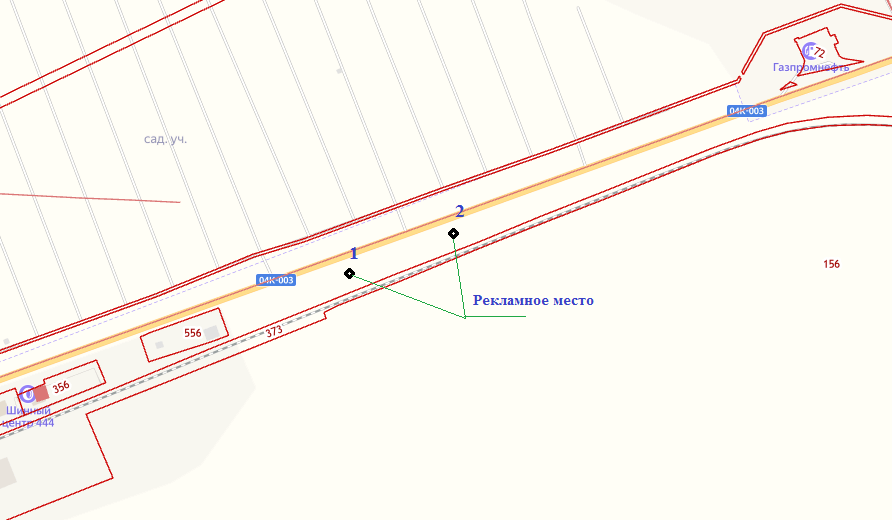 72
Газпромнефть
04К-003
сад. уч.
2
1
156
04К-003
Рекламное место
556
373
356
Шинный
центр 444